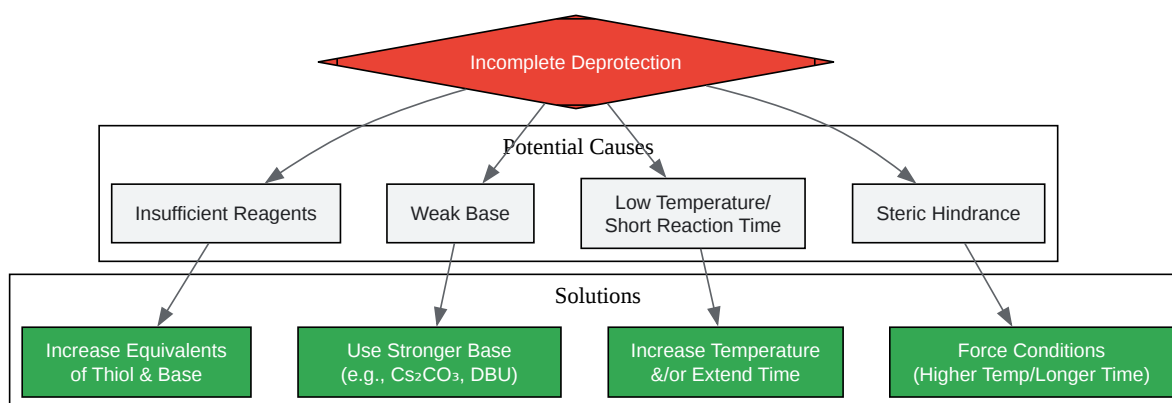 Incomplete Deprotection
Potential Causes
Insufficient Reagents
Weak Base
Low Temperature/
Short Reaction Time
Steric Hindrance
Solutions
Increase Equivalents
of Thiol & Base
Use Stronger Base
(e.g., Cs₂CO₃, DBU)
Increase Temperature
&/or Extend Time
Force Conditions
(Higher Temp/Longer Time)